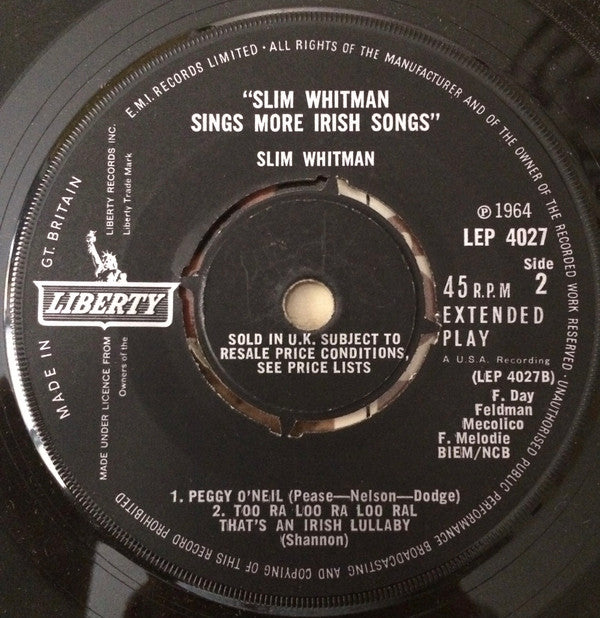 E.M.I. RECORDS LIMITED · ALL RIGHTS OF THE MANUFACTURER AND OF THE OWNER OF THE RECORDED WORK RESERVED · UNAUTHORISED PUBLIC PERFORMANCE BROADCASTING AND COPYING OF THIS RECORD PROHIBITED
MADE IN GT. BRITAIN
"SLIM WHITMAN
SINGS MORE IRISH SONGS"
SLIM WHITMAN
LIBERTY RECORDS INC.
Liberty Trade Mark
LIBERTY
MADE UNDER LICENCE FROM
Owners of the
℗ 1964
LEP 4027
Side
2
45 R.P.M
EXTENDED
PLAY
A U.S.A. Recording
(LEP 4027B)
F. Day
Feldman
Mecolico
F. Melodie
BIEM/NCB
SOLD IN U.K. SUBJECT TO
RESALE PRICE CONDITIONS,
SEE PRICE LISTS
1. PEGGY O'NEIL (Pease—Nelson—Dodge)
2. TOO RA LOO RA LOO RAL
THAT'S AN IRISH LULLABY
(Shannon)